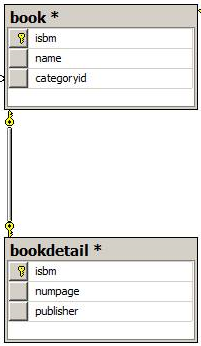 book *
isbm
name
categoryid
bookdetail *
isbm
numpage
publisher